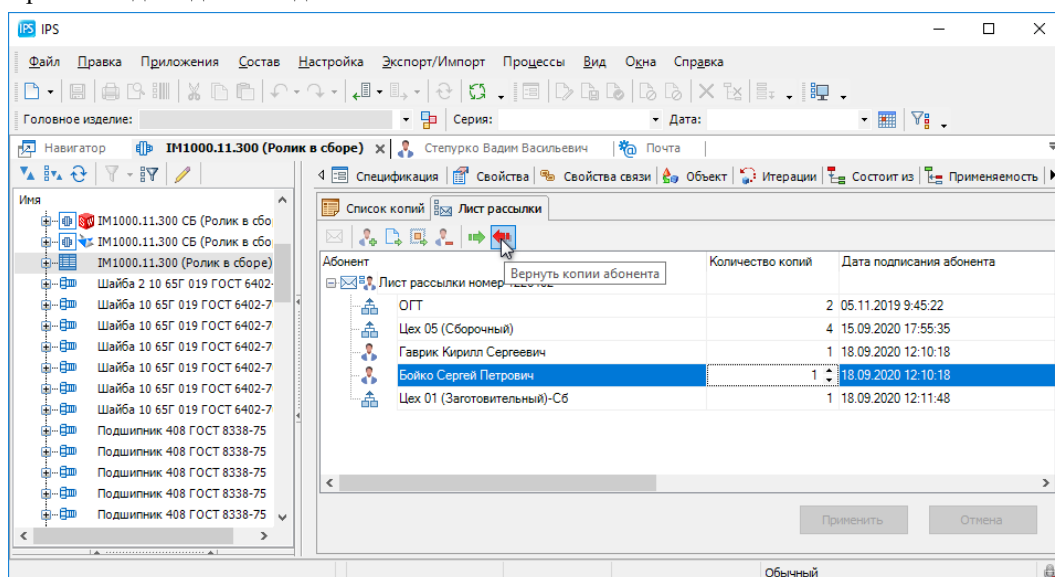 IPS IPS
Файл Правка Приложения Состав Настройка Экспорт/Импорт Процессы Вид Окна Справка
Головное изделие: Серия: Дата:
Навигатор IM1000.11.300 (Ролик в сборе) Степурко Вадим Васильевич Почта
Спецификация Свойства Свойства связи Объект Итерации Состоит из Применяемость
Имя
IM1000.11.300 СБ (Ролик в сбо
IM1000.11.300 СБ (Ролик в сбо
IM1000.11.300 (Ролик в сборе)
Шайба 2 10 65Г 019 ГОСТ 6402-
Шайба 10 65Г 019 ГОСТ 6402-7
Шайба 10 65Г 019 ГОСТ 6402-7
Шайба 10 65Г 019 ГОСТ 6402-7
Шайба 10 65Г 019 ГОСТ 6402-7
Шайба 10 65Г 019 ГОСТ 6402-7
Шайба 10 65Г 019 ГОСТ 6402-7
Подшипник 408 ГОСТ 8338-75
Подшипник 408 ГОСТ 8338-75
Подшипник 408 ГОСТ 8338-75
Подшипник 408 ГОСТ 8338-75
Подшипник 408 ГОСТ 8338-75
Список копий Лист рассылки
Абонент Количество копий Дата подписания абонента
Вернуть копии абонента
Лист рассылки номер
ОГТ 2 05.11.2019 9:45:22
Цех 05 (Сборочный) 4 15.09.2020 17:55:35
Гаврик Кирилл Сергеевич 1 18.09.2020 12:10:18
Бойко Сергей Петрович 1 18.09.2020 12:10:18
Цех 01 (Заготовительный)-Сб 1 18.09.2020 12:11:48
Применить Отмена
Обычный